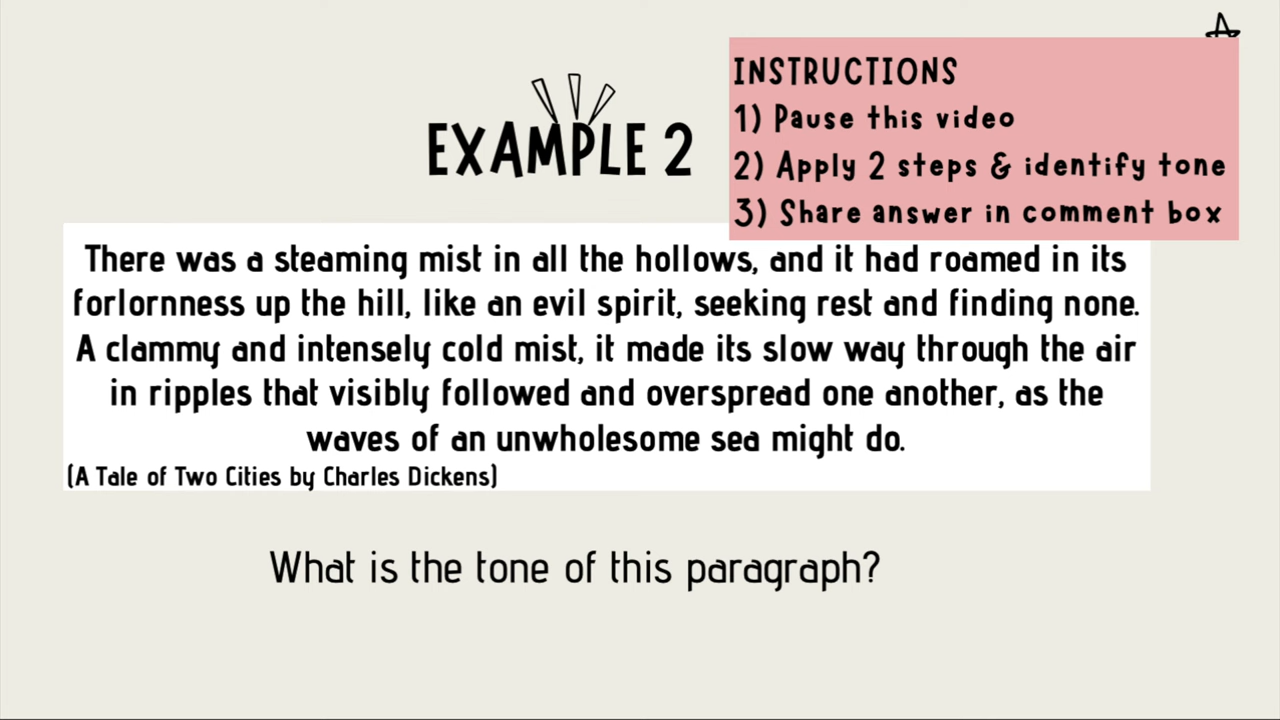 EXAMPLE 2
INSTRUCTIONS
1) Pause this video
2) Apply 2 steps & identify tone
3) Share answer in comment box
There was a steaming mist in all the hollows, and it had roamed in its
forlornness up the hill, like an evil spirit, seeking rest and finding none.
A clammy and intensely cold mist, it made its slow way through the air
in ripples that visibly followed and overspread one another, as the
waves of an unwholesome sea might do.
(A Tale of Two Cities by Charles Dickens)
What is the tone of this paragraph?